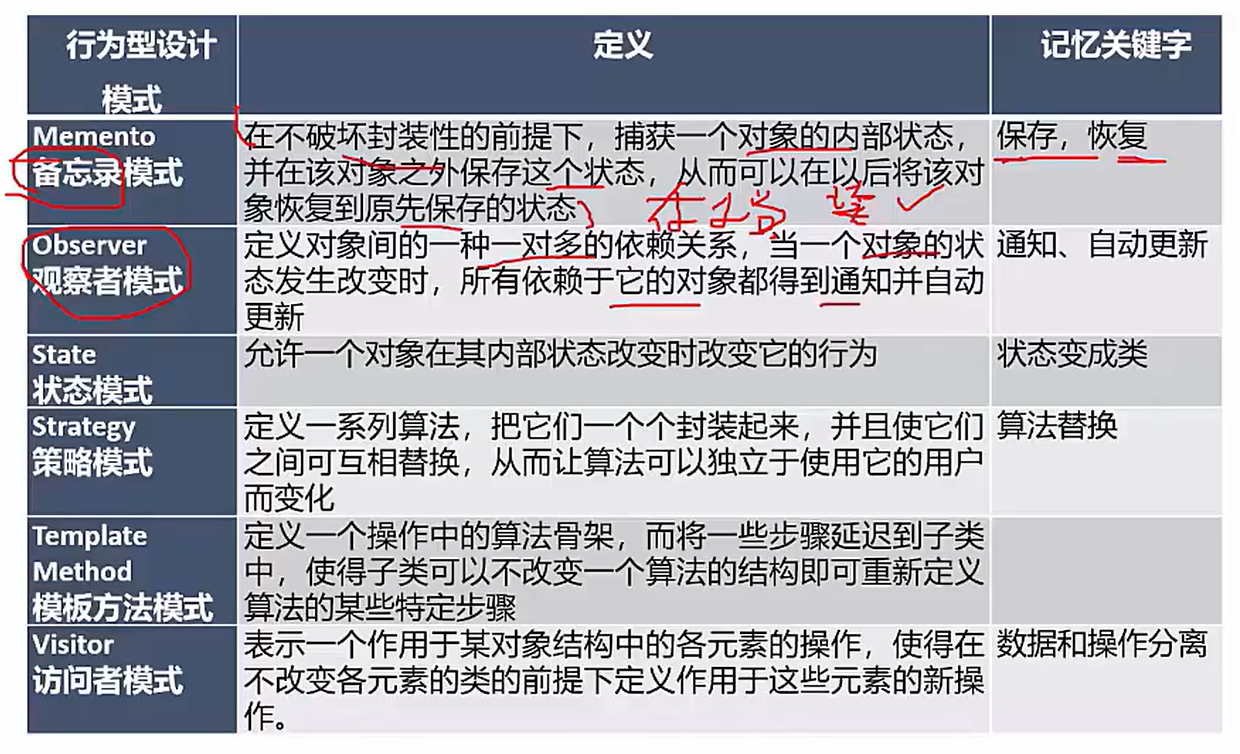 行为型设计
模式
定义
记忆关键字
Memento
备忘录模式
在不破坏封装性的前提下，捕获一个对象的内部状态，
并在该对象之外保存这个状态，从而可以在以后将该对
象恢复到原先保存的状态
保存，恢复
Observer
观察者模式
定义对象间的一种一对多的依赖关系，当一个对象的状
态发生改变时，所有依赖于它的对象都得到通知并自动
更新
通知、自动更新
State
状态模式
允许一个对象在其内部状态改变时改变它的行为
状态变成类
Strategy
策略模式
定义一系列算法，把它们一个个封装起来，并且使它们
之间可互相替换，从而让算法可以独立于使用它的用户
而变化
算法替换
Template
Method
模板方法模式
定义一个操作中的算法骨架，而将一些步骤延迟到子类
中，使得子类可以不改变一个算法的结构即可重新定义
算法的某些特定步骤
Visitor
访问者模式
表示一个作用于某对象结构中的各元素的操作，使得在
不改变各元素的类的前提下定义作用于这些元素的新操
作。
数据和操作分离